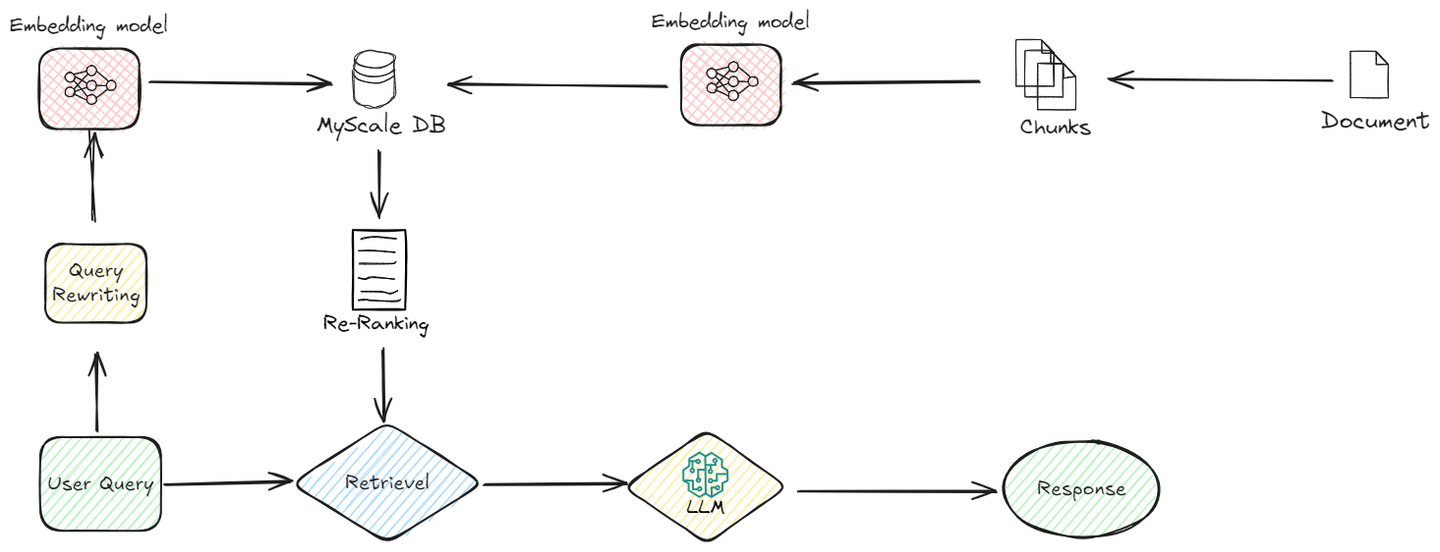 Embedding model
Embedding model
MyScale DB
Chunks
Document
Query
Rewriting
Re-Ranking
User Query
Retrievel
LLM
Response